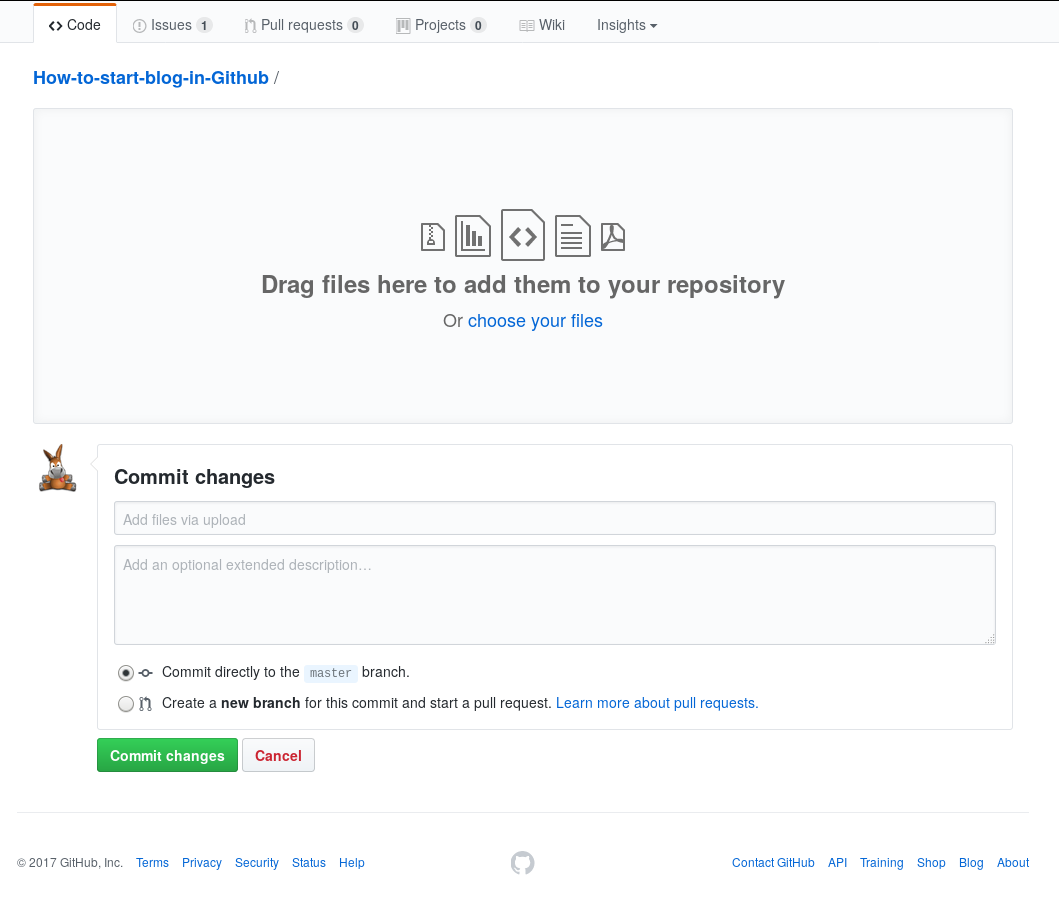 Code Issues 1 Pull requests 0 Projects 0 Wiki Insights
How-to-start-blog-in-Github /
Drag files here to add them to your repository
Or choose your files
Commit changes
Add files via upload
Add an optional extended description…
Commit directly to the master branch.
Create a new branch for this commit and start a pull request. Learn more about pull requests.
Commit changes Cancel
© 2017 GitHub, Inc. Terms Privacy Security Status Help Contact GitHub API Training Shop Blog About